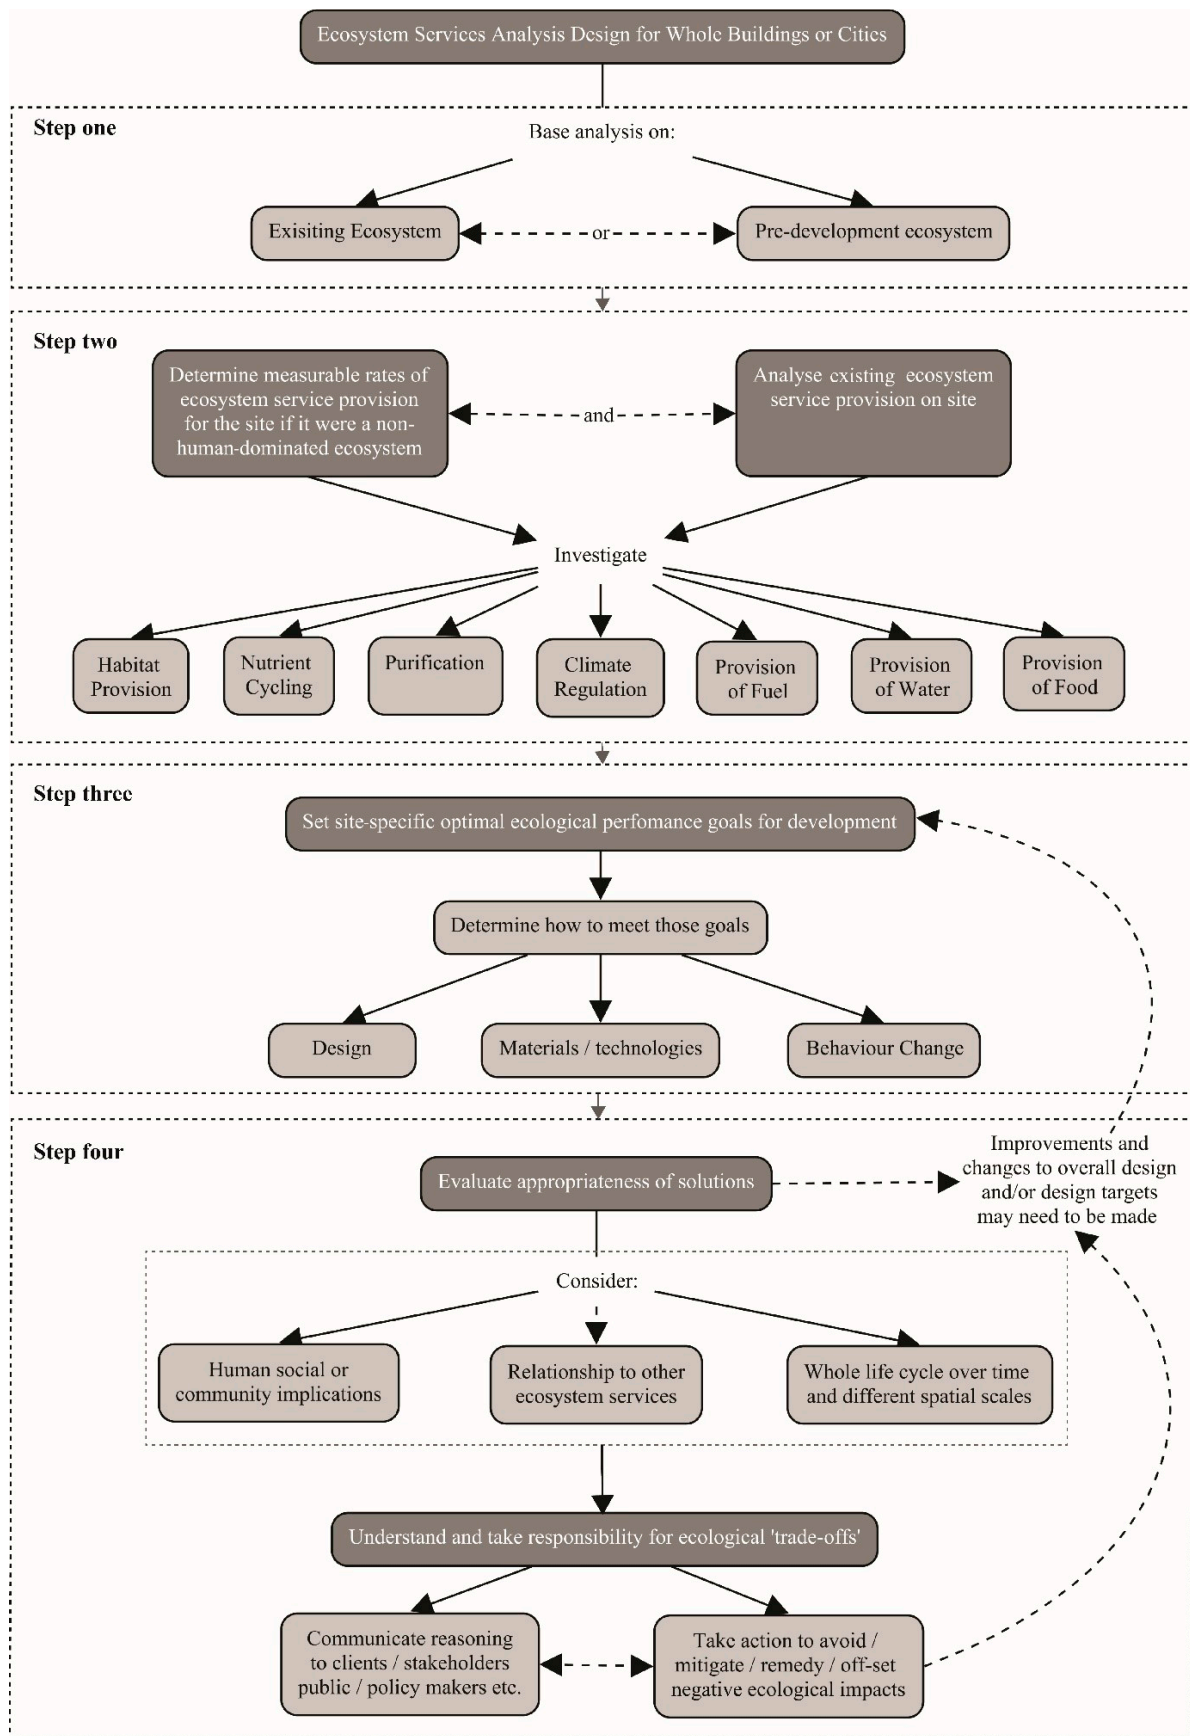 Ecosystem Services Analysis Design for Whole Buildings or Cities
Step one
Base analysis on:
Exisiting Ecosystem
or
Pre-development ecosystem
Step two
Determine measurable rates of
ecosystem service provision
for the site if it were a non-
human-dominated ecosystem
and
Analyse existing ecosystem
service provision on site
Investigate
Habitat
Provision
Nutrient
Cycling
Purification
Climate
Regulation
Provision
of Fuel
Provision
of Water
Provision
of Food
Step three
Set site-specific optimal ecological perfomance goals for development
Determine how to meet those goals
Design
Materials / technologies
Behaviour Change
Step four
Evaluate appropriateness of solutions
Improvements and
changes to overall design
and/or design targets
may need to be made
Consider:
Human social or
community implications
Relationship to other
ecosystem services
Whole life cycle over time
and different spatial scales
Understand and take responsibility for ecological 'trade-offs'
Communicate reasoning
to clients / stakeholders
public / policy makers etc.
Take action to avoid /
mitigate / remedy / off-set
negative ecological impacts